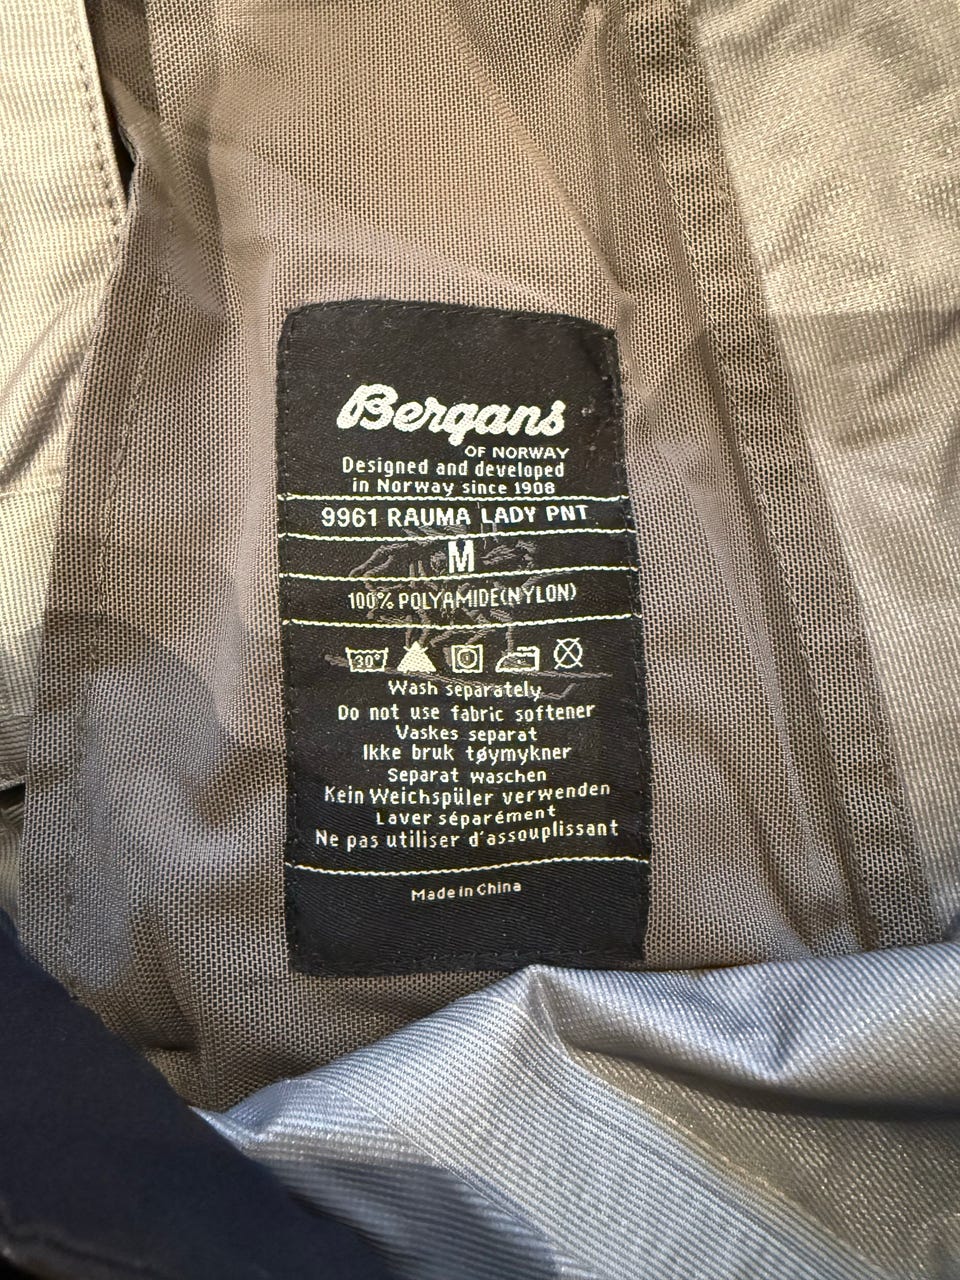 Bergans
OF NORWAY
Designed and developed
in Norway since 1908
9961 RAUMA LADY PNT
M
100% POLYAMIDE(NYLON)
30°
Wash separately
Do not use fabric softener
Vaskes separat
Ikke bruk tøymykner
Separat waschen
Kein Weichspüler verwenden
Laver séparément
Ne pas utiliser d'assouplissant
Made in China